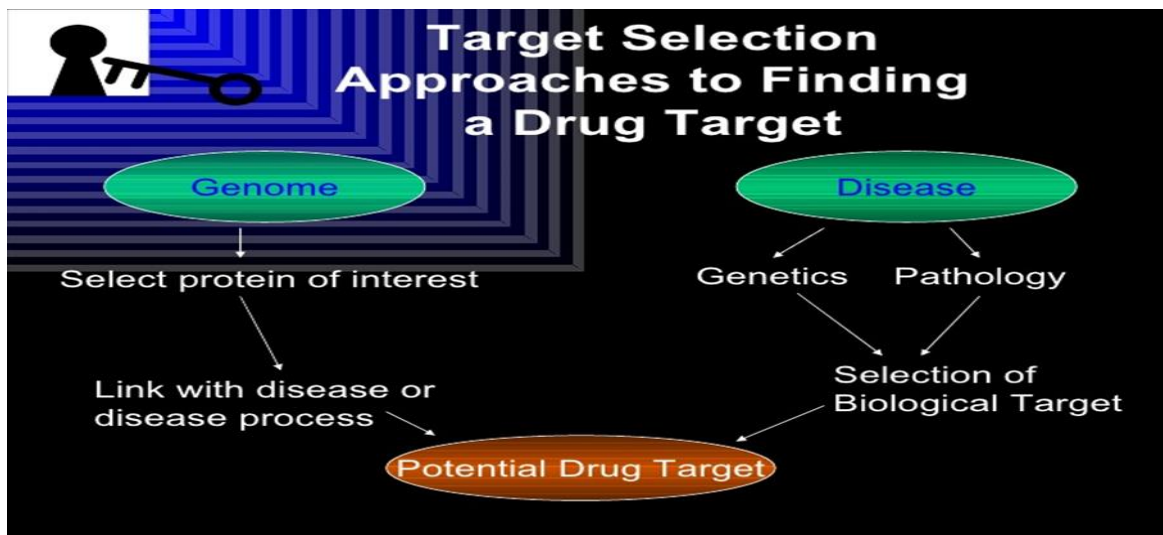 Target Selection
Approaches to Finding
a Drug Target
Genome
Disease
Select protein of interest
Genetics
Pathology
Link with disease or
disease process
Selection of
Biological Target
Potential Drug Target